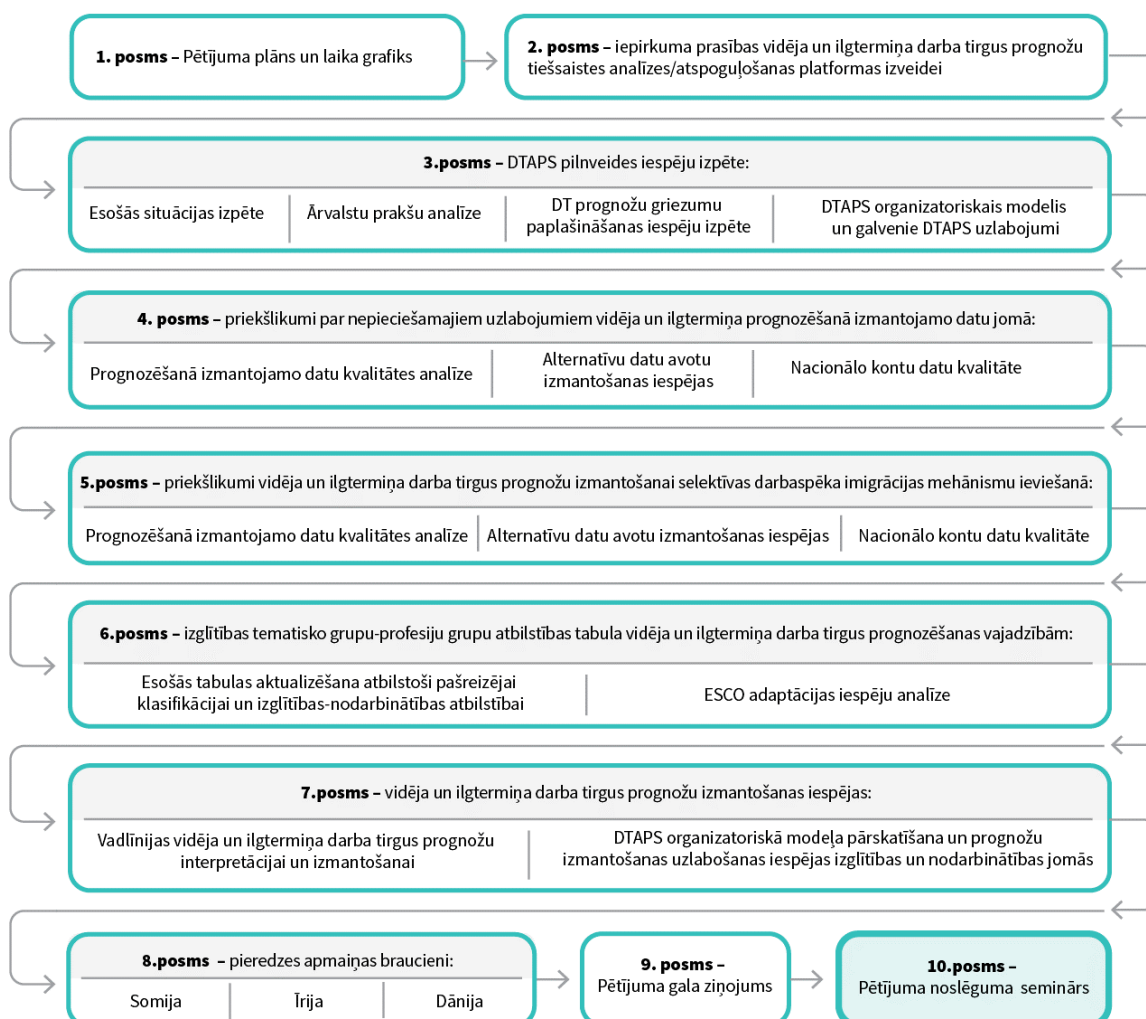 1. posms – Pētījuma plāns un laika grafiks
2. posms – iepirkuma prasības vidēja un ilgtermiņa darba tirgus prognožu
tiešsaistes analīzes/atspoguļošanas platformas izveidei
3.posms – DTAPS pilnveides iespēju izpēte:
Esošās situācijas izpēte
Ārvalstu prakšu analīze
DT prognožu griezumu
paplašināšanas iespēju izpēte
DTAPS organizatoriskais modelis
un galvenie DTAPS uzlabojumi
4. posms – priekšlikumi par nepieciešamajiem uzlabojumiem vidēja un ilgtermiņa prognozēšanā izmantojamo datu jomā:
Prognozēšanā izmantojamo datu kvalitātes analīze
Alternatīvu datu avotu
izmantošanas iespējas
Nacionālo kontu datu kvalitāte
5.posms – priekšlikumi vidēja un ilgtermiņa darba tirgus prognožu izmantošanai selektīvas darbaspēka imigrācijas mehānismu ieviešanā:
Prognozēšanā izmantojamo datu kvalitātes analīze
Alternatīvu datu avotu izmantošanas iespējas
Nacionālo kontu datu kvalitāte
6.posms – izglītības tematisko grupu-profesiju grupu atbilstības tabula vidēja un ilgtermiņa darba tirgus prognozēšanas vajadzībām:
Esošās tabulas aktualizēšana atbilstoši pašreizējai
klasifikācijai un izglītības-nodarbinātības atbilstībai
ESCO adaptācijas iespēju analīze
7.posms – vidēja un ilgtermiņa darba tirgus prognožu izmantošanas iespējas:
Vadlīnijas vidēja un ilgtermiņa darba tirgus prognožu
interpretācijai un izmantošanai
DTAPS organizatoriskā modeļa pārskatīšana un prognožu
izmantošanas uzlabošanas iespējas izglītības un nodarbinātības jomās
8.posms – pieredzes apmaiņas braucieni:
Somija
Īrija
Dānija
9. posms –
Pētījuma gala ziņojums
10.posms –
Pētījuma noslēguma seminārs